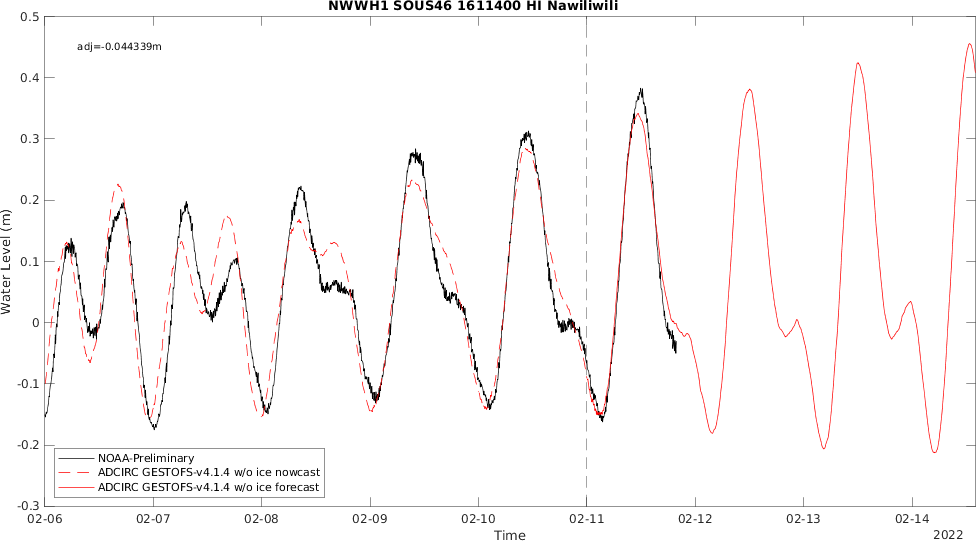 NWWH1 SOUS46 1611400 HI Nawiliwili
adj=-0.044339m
0.5
0.4
0.3
0.2
0.1
0
-0.1
-0.2
-0.3
Water Level (m)
NOAA-Preliminary
ADCIRC GESTOFS-v4.1.4 w/o ice nowcast
ADCIRC GESTOFS-v4.1.4 w/o ice forecast
02-06 02-07 02-08 02-09 02-10 02-11 02-12 02-13 02-14
Time
2022